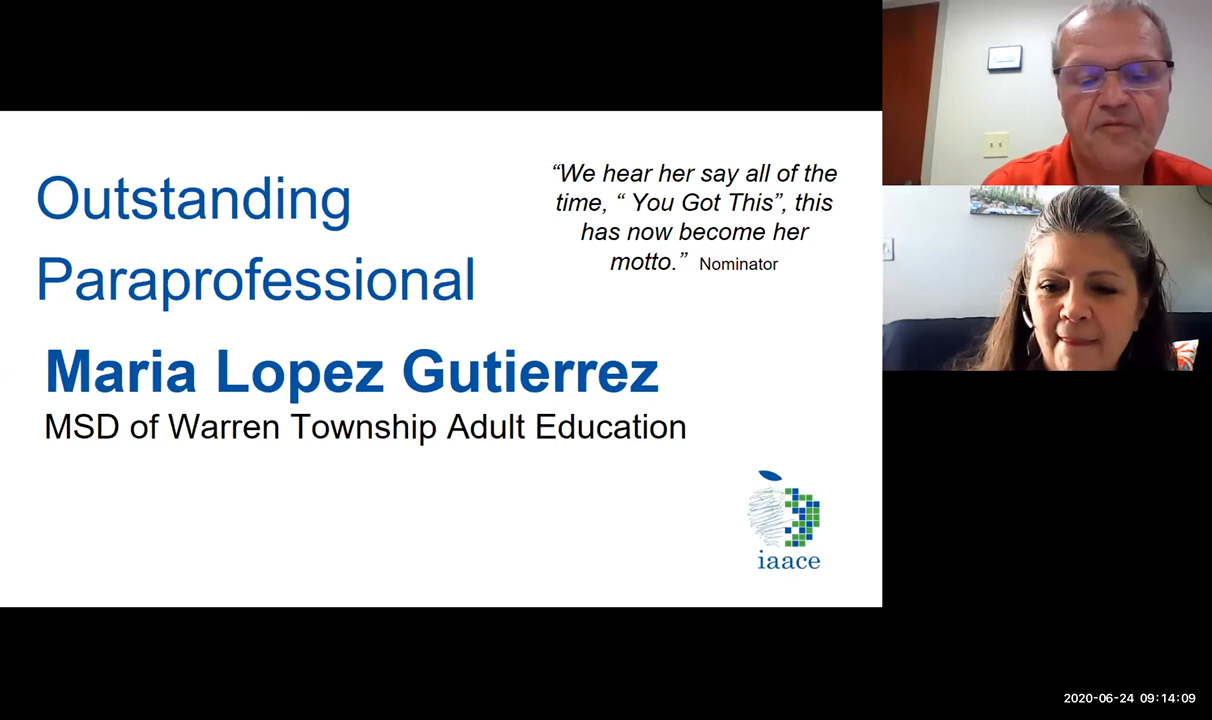 Outstanding
Paraprofessional
“We hear her say all of the
time, “ You Got This”, this
has now become her
motto.” Nominator
Maria Lopez Gutierrez
MSD of Warren Township Adult Education
iaace
2020-06-24 09:14:09